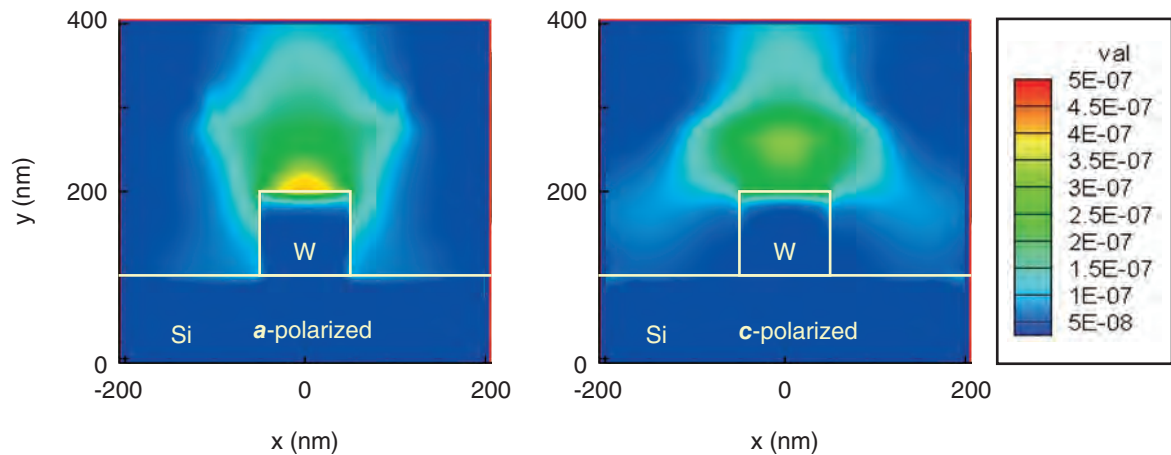 400
200
0
y (nm)
W
Si
a-polarized
-200
0
200
x (nm)
400
200
0
W
Si
c-polarized
-200
0
200
x (nm)
val
5E-07
4.5E-07
4E-07
3.5E-07
3E-07
2.5E-07
2E-07
1.5E-07
1E-07
5E-08